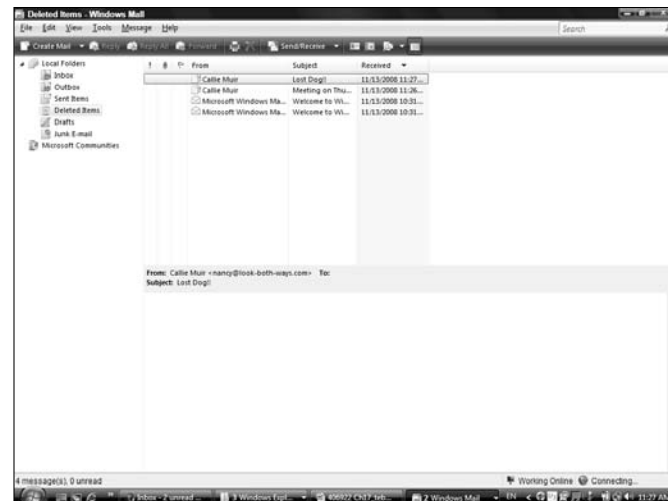 Deleted Items - Windows Mail
File Edit View Tools Message Help
Search
Create Mail Reply Reply All Forward Send/Receive
Local Folders
Inbox
Outbox
Sent Items
Deleted Items
Drafts
Junk E-mail
Microsoft Communities
! From Subject Received
Callie Muir Lost Dog!! 11/13/2008 11:27...
Callie Muir Meeting on Thu... 11/13/2008 11:26...
Microsoft Windows Ma... Welcome to Wi... 11/13/2008 10:31...
Microsoft Windows Ma... Welcome to Wi... 11/13/2008 10:31...
From: Callie Muir <nancy@look-both-ways.com> To:
Subject: Lost Dog!!
4 message(s), 0 unread
Working Online Connecting...
Inbox - 2 unread ... 3 Windows Expl... 2 Windows Mail EN 11:27 AM